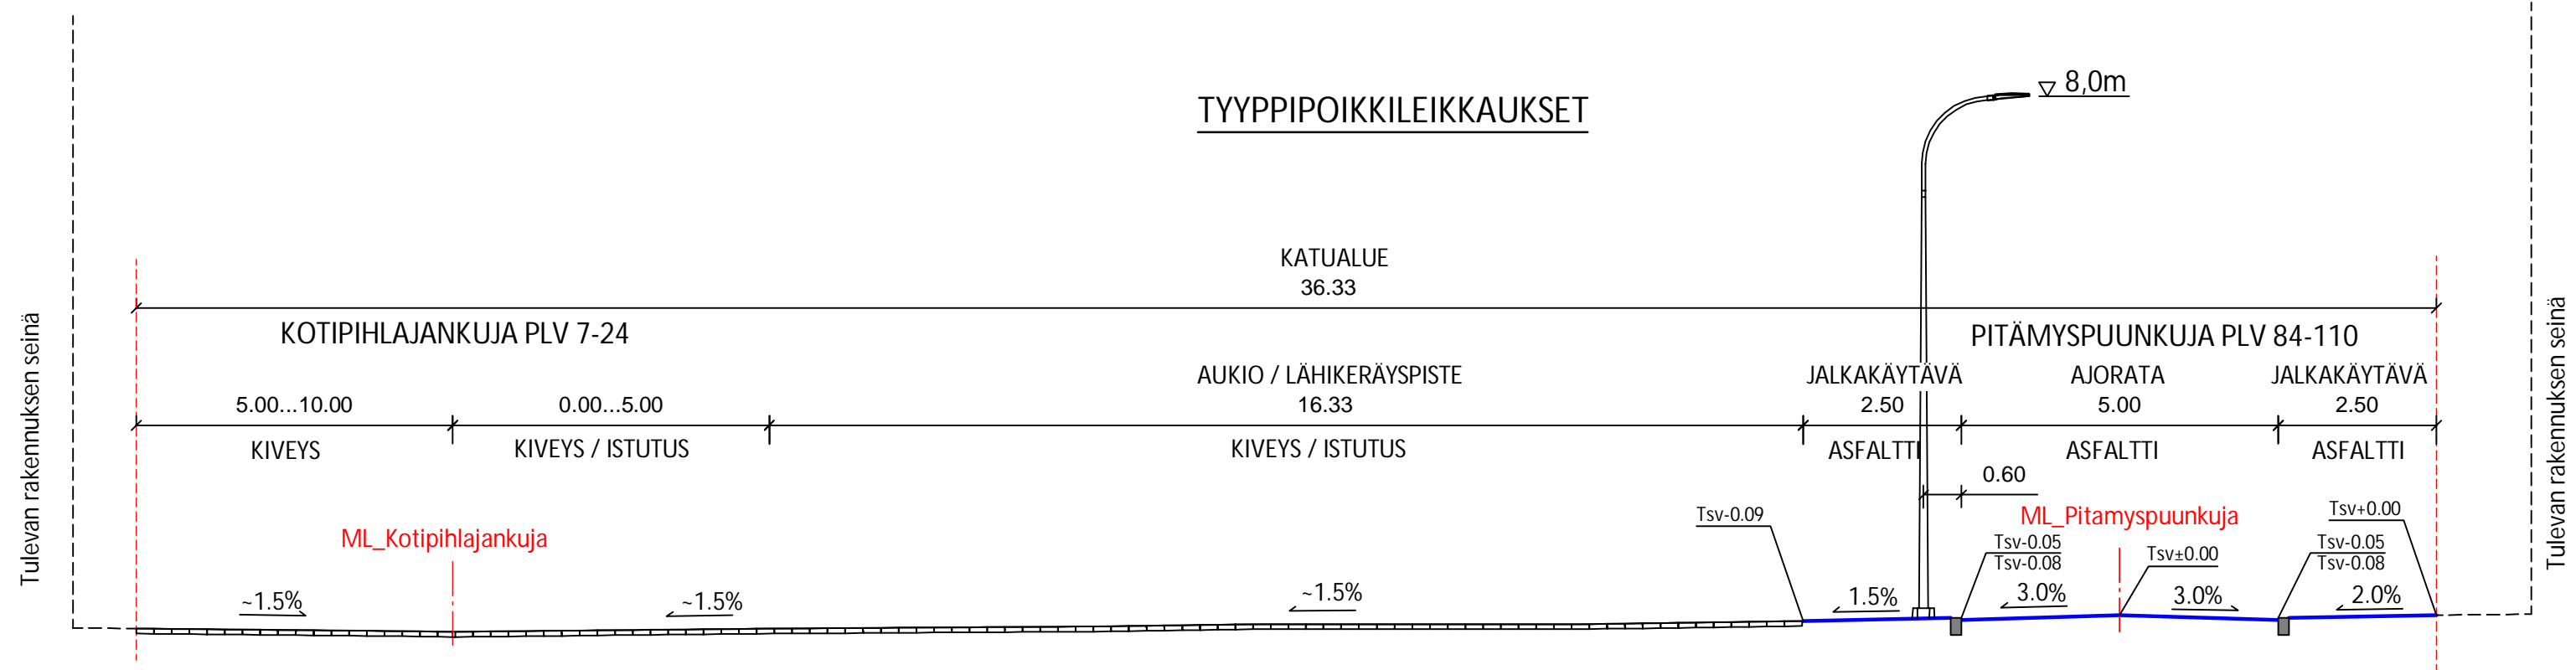 TYYPPIPOIKKILEIKKAUKSET
8,0m
KATUALUE
36.33
KOTIPIHLAJANKUJA PLV 7-24
PITÄMYSPUUNKUJA PLV 84-110
AUKIO / LÄHIKERÄYSPISTE
JALKAKÄYTÄVÄ
AJORATA
JALKAKÄYTÄVÄ
5.00...10.00
0.00...5.00
16.33
2.50
5.00
2.50
KIVEYS
KIVEYS / ISTUTUS
KIVEYS / ISTUTUS
ASFALTTI
ASFALTTI
ASFALTTI
0.60
Tulevan rakennuksen seinä
Tulevan rakennuksen seinä
ML_Kotipihlajankuja
Tsv-0.09
ML_Pitamyspuunkuja
Tsv+0.00
Tsv-0.05
Tsv-0.08
Tsv±0.00
Tsv-0.05
Tsv-0.08
~1.5%
~1.5%
~1.5%
1.5%
3.0%
3.0%
2.0%